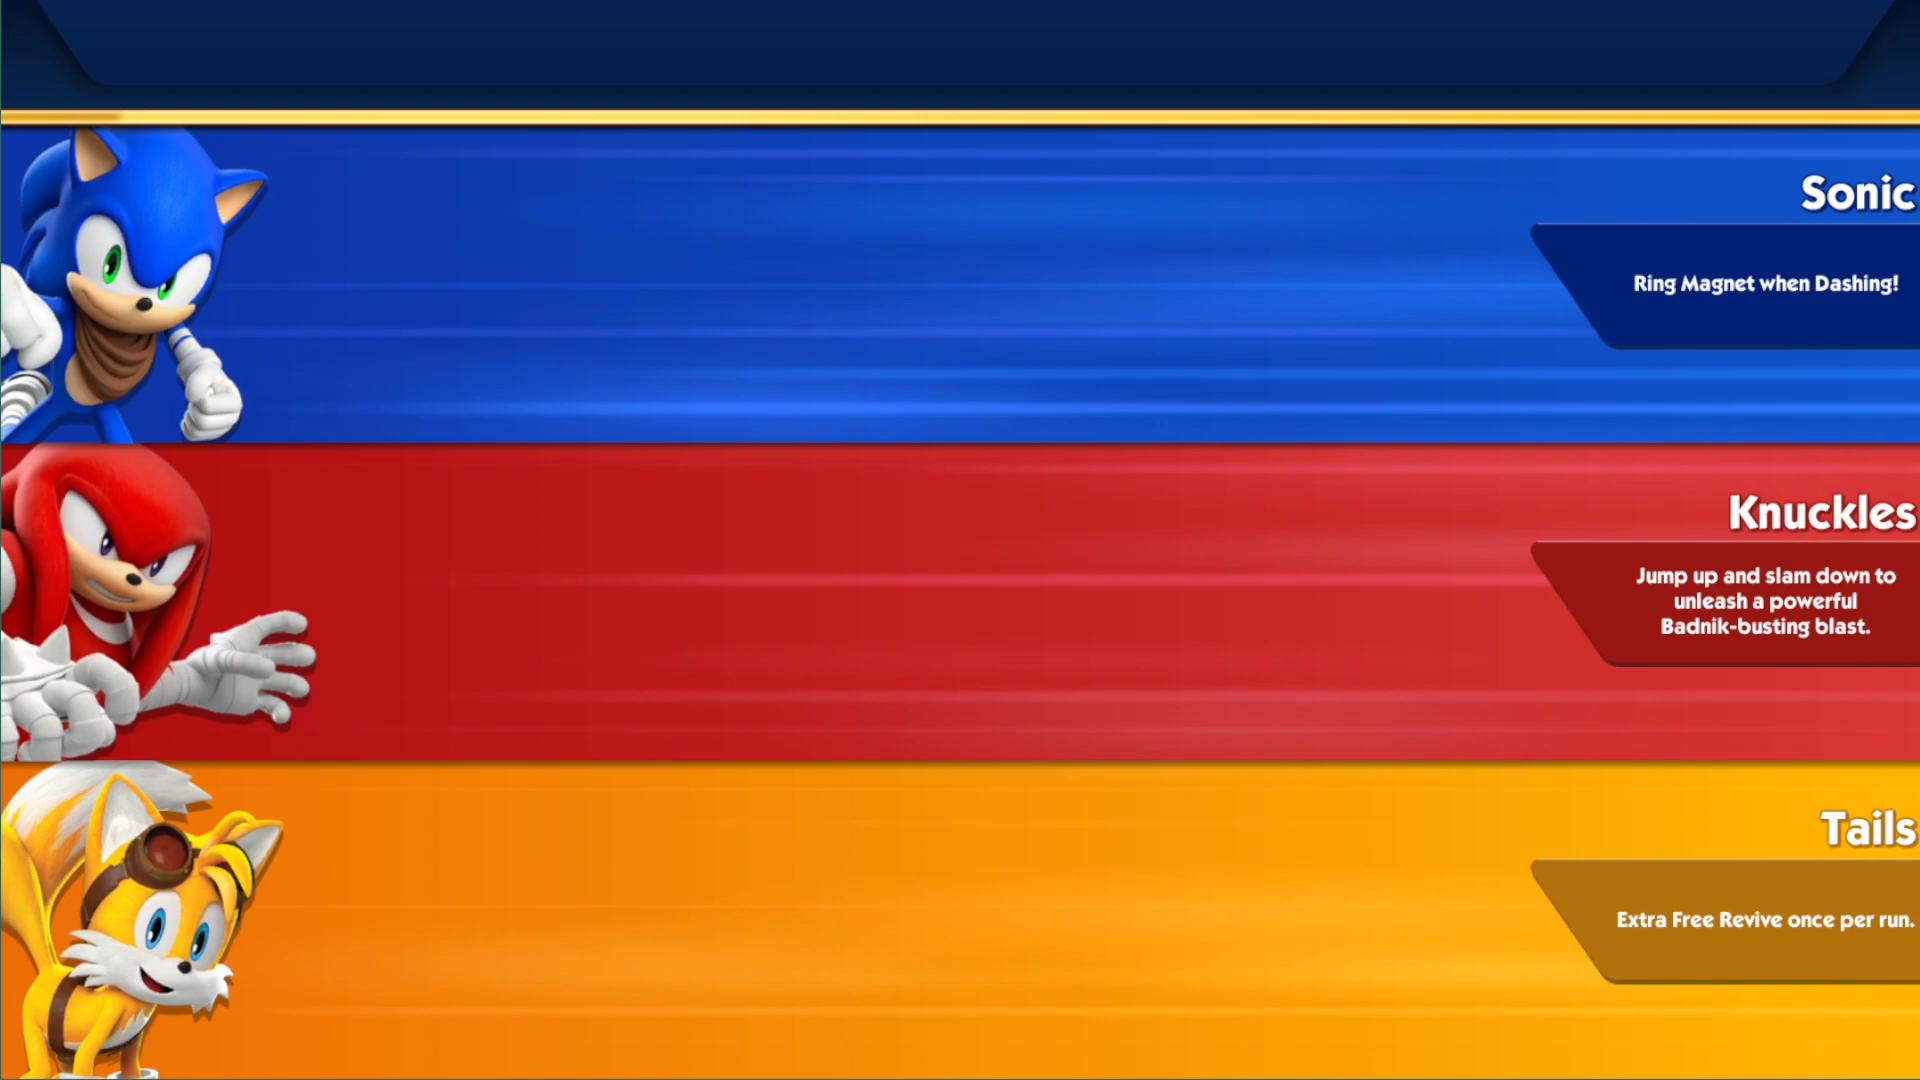 Sonic
Ring Magnet when Dashing!
Knuckles
Jump up and slam down to
unleash a powerful
Badnik-busting blast.
Tails
Extra Free Revive once per run.